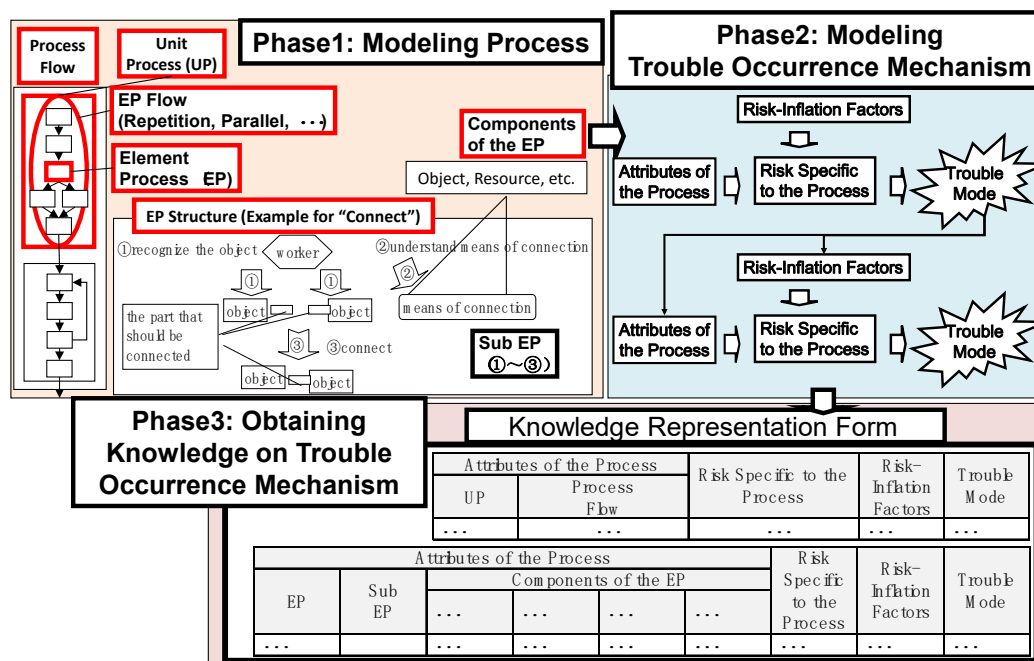 Process
Flow
Unit
Process (UP)
Phase1: Modeling Process
EP Flow
(Repetition, Parallel, ･･･)
Element
Process (EP)
Components
of the EP
Object, Resource, etc.
EP Structure (Example for “Connect”)
①recognize the object
worker
②understand means of connection
①
①
②
object
object
means of connection
the part that
should be
connected
③
③connect
object
object
Sub EP
(①～③)
Phase2: Modeling
Trouble Occurrence Mechanism
Risk-Inflation Factors
Attributes of
the Process
Risk Specific
to the Process
Trouble
Mode
Risk-Inflation Factors
Attributes of
the Process
Risk Specific
to the Process
Trouble
Mode
Phase3: Obtaining
Knowledge on Trouble
Occurrence Mechanism
Knowledge Representation Form
Attributes of the Process
Risk Specific to the
Process
Risk-
Inflation
Factors
Trouble
Mode
UP
Process
Flow
...
...
...
...
...
Attributes of the Process
Risk
Specific
to the
Process
Risk-
Inflation
Factors
Trouble
Mode
EP
Sub
EP
Components of the EP
...
...
...
...
...
...
...
...
...
...
...
...